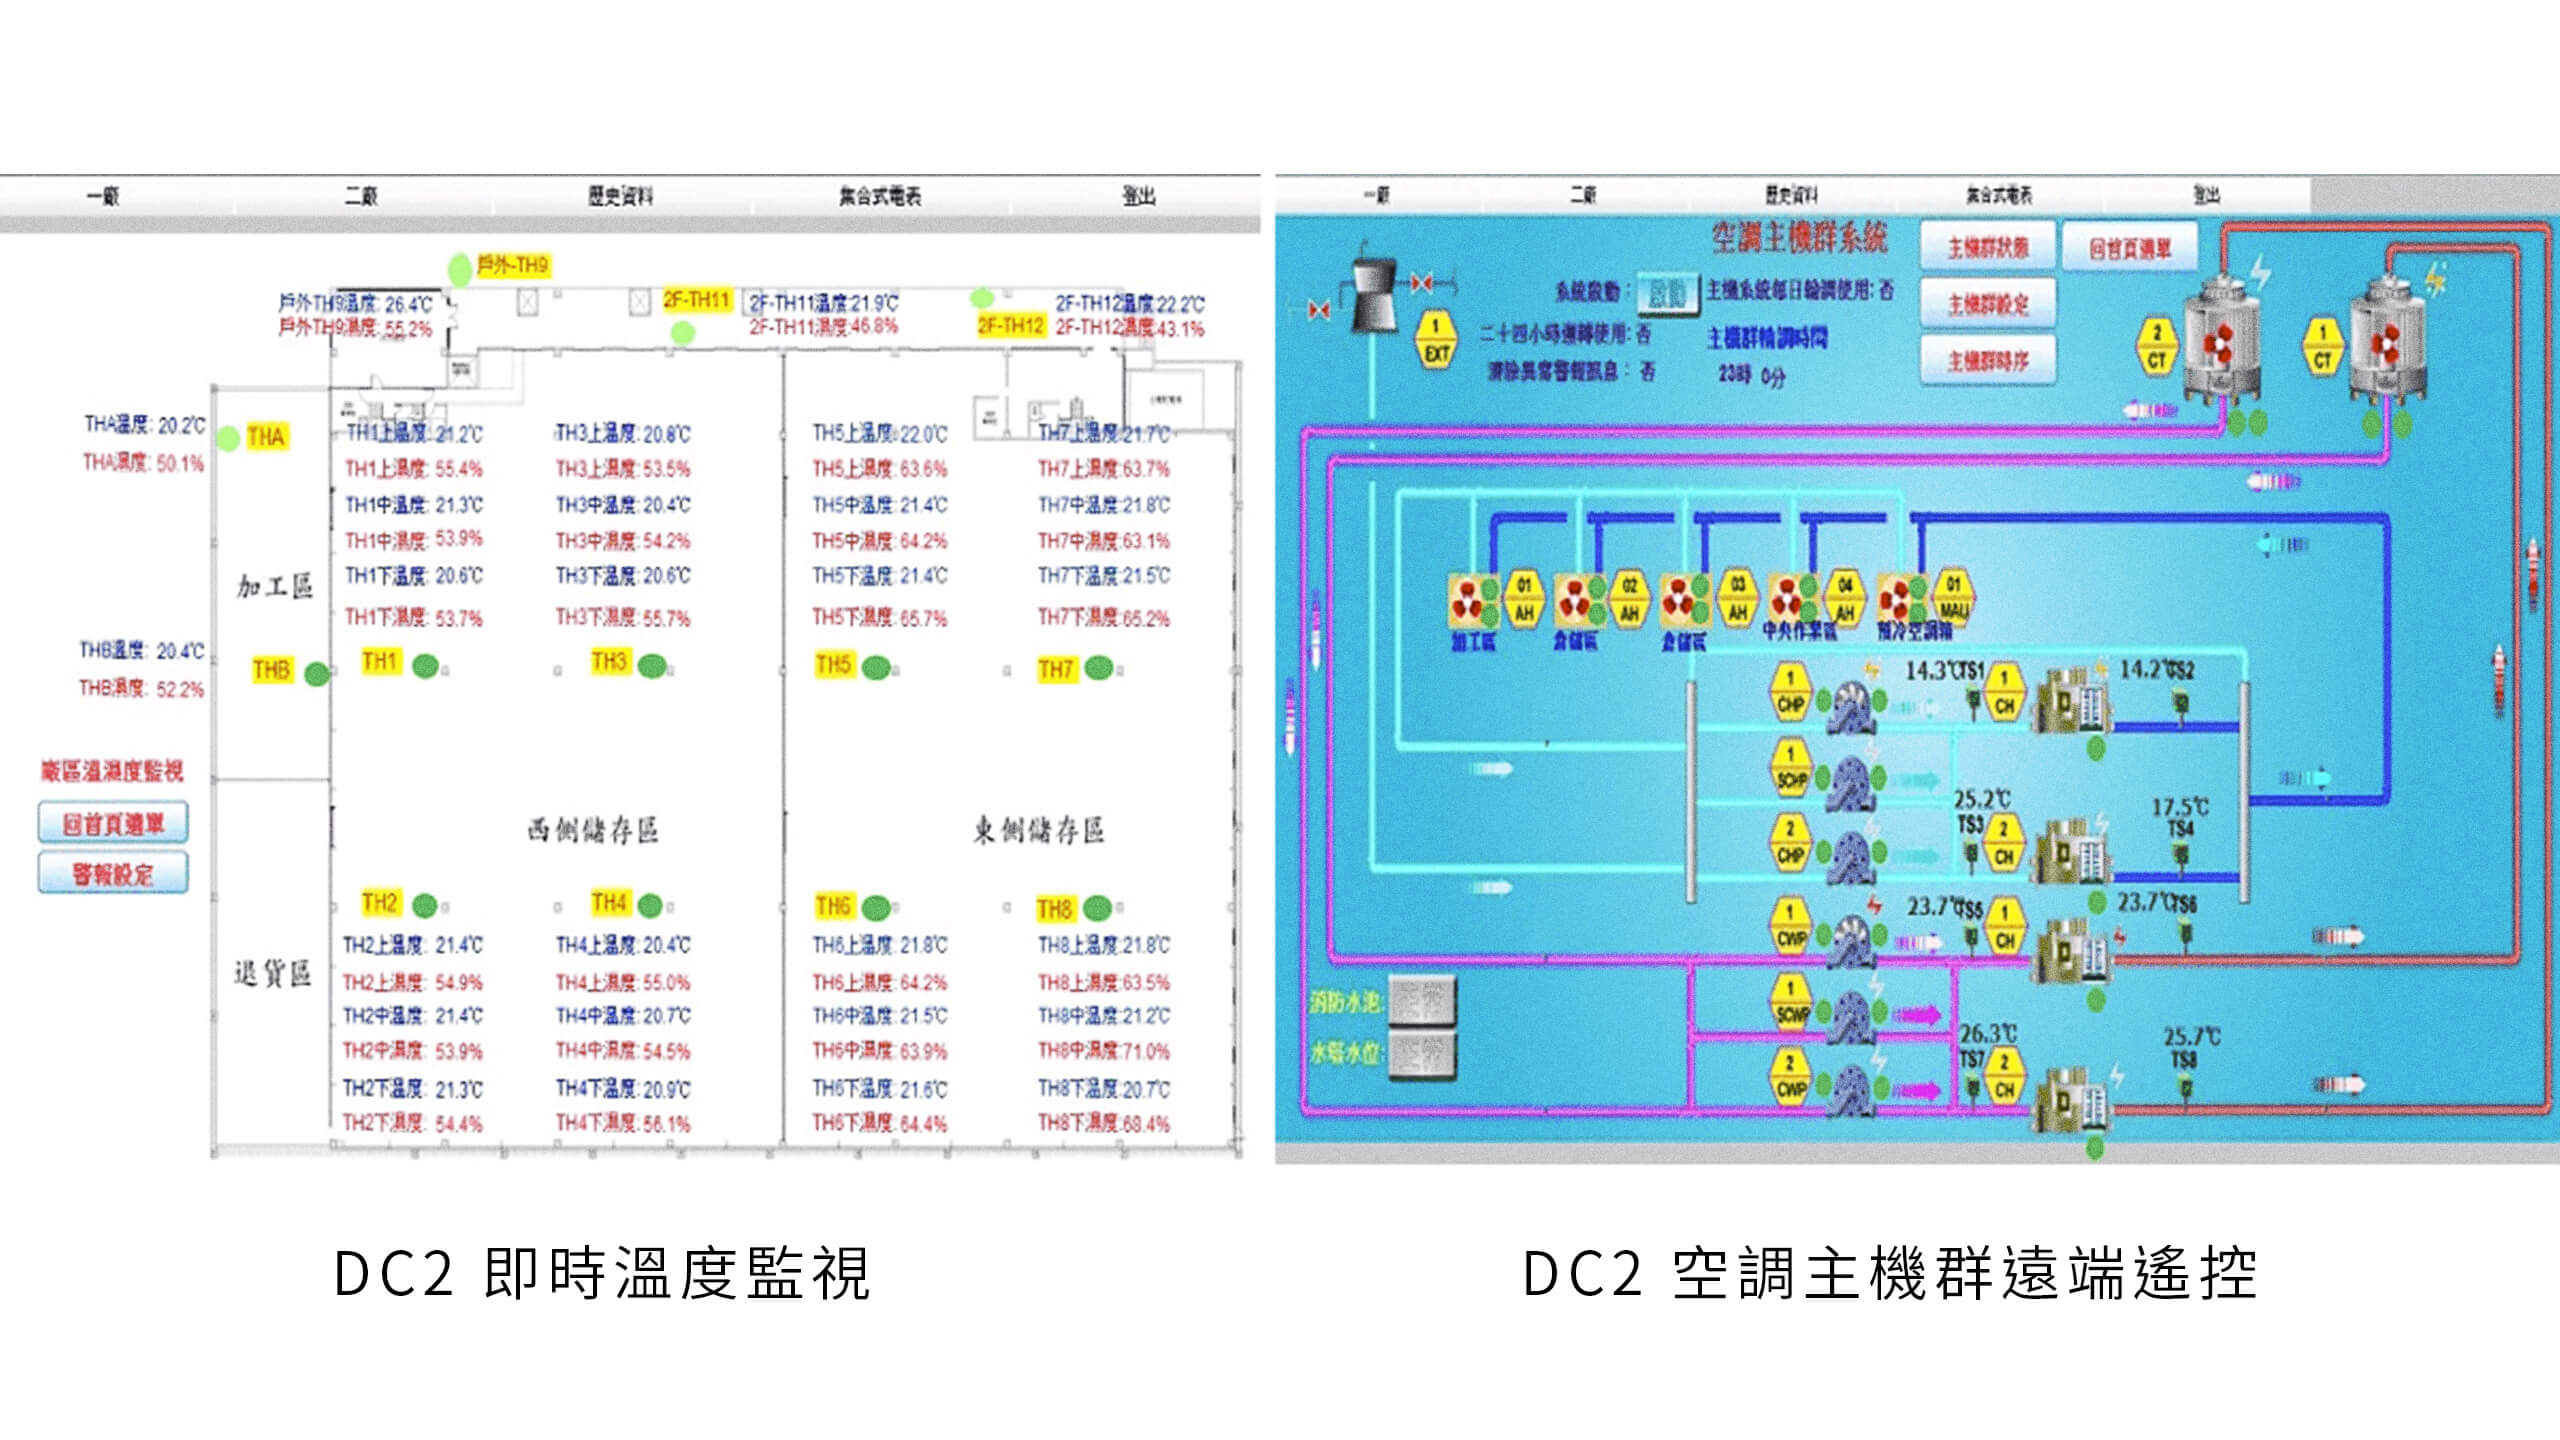 一廠 二廠 歷史資料 集合式電表 登出
戶外-TH9
戶外TH9溫度: 26.4℃
戶外TH9濕度: 55.2%
2F-TH11
2F-TH11溫度:21.9℃
2F-TH11濕度:46.8%
2F-TH12
2F-TH12溫度:22.2℃
2F-TH12濕度:43.1%
THA溫度: 20.2℃
THA濕度: 50.1%
THA
加工區
THB溫度: 20.4℃
THB濕度: 52.2%
THB
廠區溫濕度監視
回首頁選單
警報設定
退貨區
TH1上溫度: 21.2℃
TH1上濕度: 55.4%
TH1中溫度: 21.3℃
TH1中濕度: 53.9%
TH1下溫度: 20.6℃
TH1下濕度: 53.7%
TH1
TH3上溫度: 20.8℃
TH3上濕度: 53.5%
TH3中溫度: 20.4℃
TH3中濕度: 54.2%
TH3下溫度: 20.6℃
TH3下濕度: 55.7%
TH3
TH5上溫度: 22.0℃
TH5上濕度: 63.6%
TH5中溫度: 21.4℃
TH5中濕度: 64.2%
TH5下溫度: 21.4℃
TH5下濕度: 65.7%
TH5
TH7上溫度:21.7℃
TH7上濕度:63.7%
TH7中溫度:21.8℃
TH7中濕度:63.1%
TH7下溫度:21.5℃
TH7下濕度:65.2%
TH7
西側儲存區
東側儲存區
TH2
TH2上溫度: 21.4℃
TH2上濕度: 54.9%
TH2中溫度: 21.4℃
TH2中濕度: 53.9%
TH2下溫度: 21.3℃
TH2下濕度: 54.4%
TH4
TH4上溫度: 20.4℃
TH4上濕度: 55.0%
TH4中溫度: 20.7℃
TH4中濕度: 54.5%
TH4下溫度: 20.9℃
TH4下濕度: 56.1%
TH6
TH6上溫度: 21.8℃
TH6上濕度: 64.2%
TH6中溫度: 21.5℃
TH6中濕度: 63.9%
TH6下溫度: 21.6℃
TH6下濕度: 64.4%
TH8
TH8上溫度:21.8℃
TH8上濕度:63.5%
TH8中溫度:21.2℃
TH8中濕度:71.0%
TH8下溫度:20.7℃
TH8下濕度:68.4%
DC2 即時溫度監視
一廠 二廠 歷史資料 集合式電表 登出
空調主機群系統
主機群狀態
回首頁選單
主機群設定
主機群時序
系統啟動: 啟動
主機系統每日輪調使用: 否
二十四小時運轉使用: 否
主機群輪調時間
清除異常警報訊息: 否
23時 0分
1 EXT
2 CT
1 CT
01 AH
02 AH
03 AH
04 AH
01 MAU
加工區
倉儲區
倉儲區
中央作業區
預冷空調箱
1 CHP
14.3℃TS1
1 CH
14.2℃TS2
1 SCHP
25.2℃
TS3
17.5℃
TS4
2 CHP
2 CH
1 CWP
23.7℃TS5
1 CH
23.7℃TS6
1 SCWP
26.3℃
TS7
25.7℃
TS8
2 CWP
2 CH
消防水池:
水塔水位:
DC2 空調主機群遠端遙控